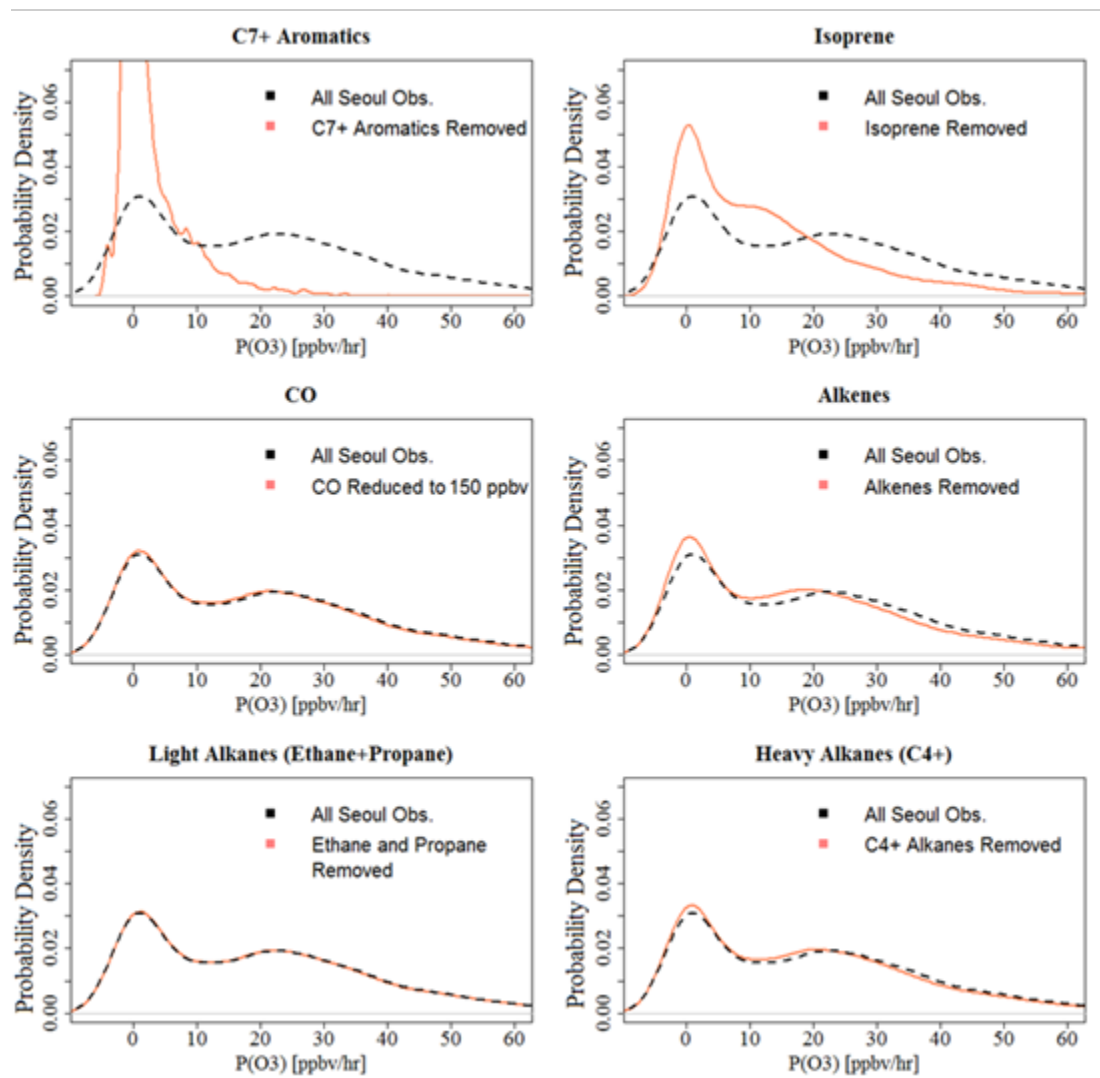 C7+ Aromatics
Probability Density
0.00 0.02 0.04 0.06
All Seoul Obs.
C7+ Aromatics Removed
0 10 20 30 40 50 60
P(O3) [ppbv/hr]
Isoprene
Probability Density
0.00 0.02 0.04 0.06
All Seoul Obs.
Isoprene Removed
0 10 20 30 40 50 60
P(O3) [ppbv/hr]
CO
Probability Density
0.00 0.02 0.04 0.06
All Seoul Obs.
CO Reduced to 150 ppbv
0 10 20 30 40 50 60
P(O3) [ppbv/hr]
Alkenes
Probability Density
0.00 0.02 0.04 0.06
All Seoul Obs.
Alkenes Removed
0 10 20 30 40 50 60
P(O3) [ppbv/hr]
Light Alkanes (Ethane+Propane)
Probability Density
0.00 0.02 0.04 0.06
All Seoul Obs.
Ethane and Propane
Removed
0 10 20 30 40 50 60
P(O3) [ppbv/hr]
Heavy Alkanes (C4+)
Probability Density
0.00 0.02 0.04 0.06
All Seoul Obs.
C4+ Alkanes Removed
0 10 20 30 40 50 60
P(O3) [ppbv/hr]